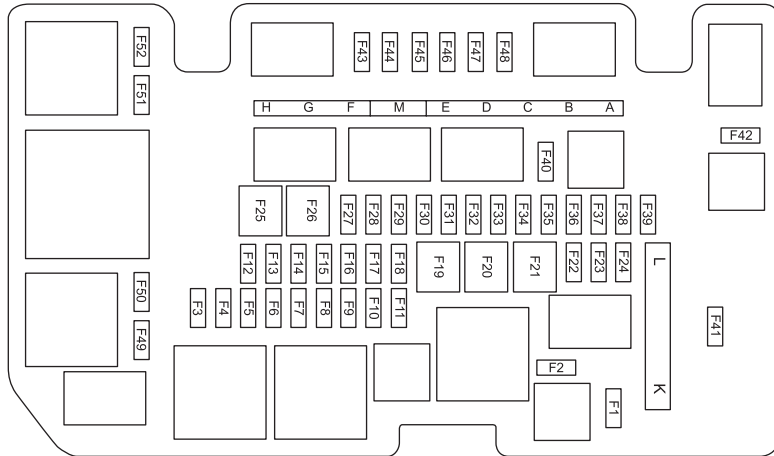 F52
F43 F44 F45 F46 F47 F48
F51
H G F M E D C B A
F42
F40
F25 F26 F27 F28 F29 F30 F31 F32 F33 F34 F35 F36 F37 F38 F39
F12 F13 F14 F15 F16 F17 F18 F19 F20 F21 F22 F23 F24 L
F50
F3 F4 F5 F6 F7 F8 F9 F10 F11
F41
F49
F2
K
F1